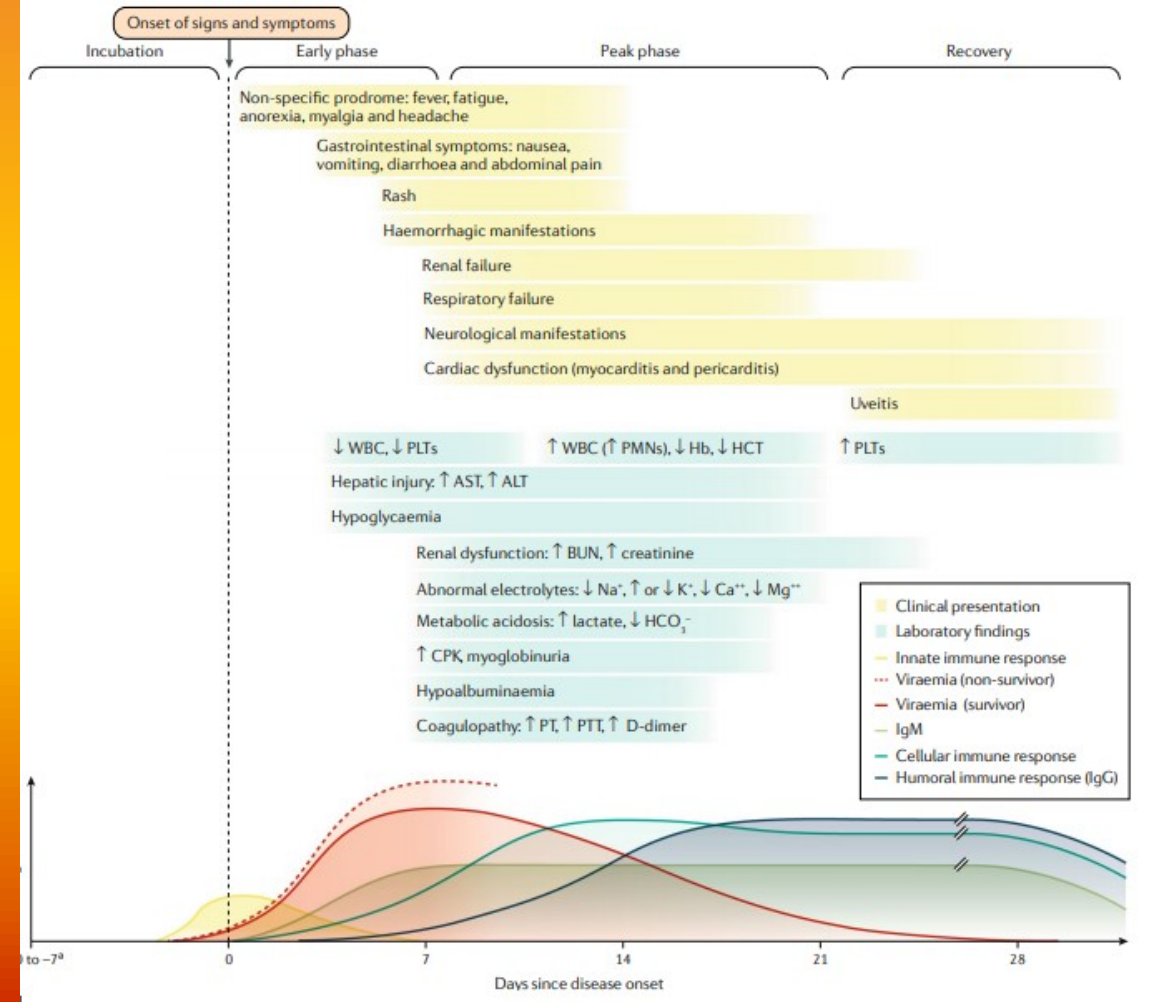 Onset of signs and symptoms
Incubation
Early phase
Peak phase
Recovery
Non-specific prodrome: fever, fatigue,
anorexia, myalgia and headache
Gastrointestinal symptoms: nausea,
vomiting, diarrhoea and abdominal pain
Rash
Haemorrhagic manifestations
Renal failure
Respiratory failure
Neurological manifestations
Cardiac dysfunction (myocarditis and pericarditis)
Uveitis
↓ WBC, ↓ PLTs
↑ WBC (↑ PMNs), ↓ Hb, ↓ HCT
↑ PLTs
Hepatic injury: ↑ AST, ↑ ALT
Hypoglycaemia
Renal dysfunction: ↑ BUN, ↑ creatinine
Abnormal electrolytes: ↓ Na⁺, ↑ or ↓ K⁺, ↓ Ca⁺⁺, ↓ Mg⁺⁺
Metabolic acidosis: ↑ lactate, ↓ HCO₃⁻
↑ CPK, myoglobinuria
Hypoalbuminaemia
Coagulopathy: ↑ PT, ↑ PTT, ↑ D-dimer
Clinical presentation
Laboratory findings
Innate immune response
Viraemia (non-survivor)
Viraemia (survivor)
IgM
Cellular immune response
Humoral immune response (IgG)
to –7ᵃ
0
7
14
21
28
Days since disease onset